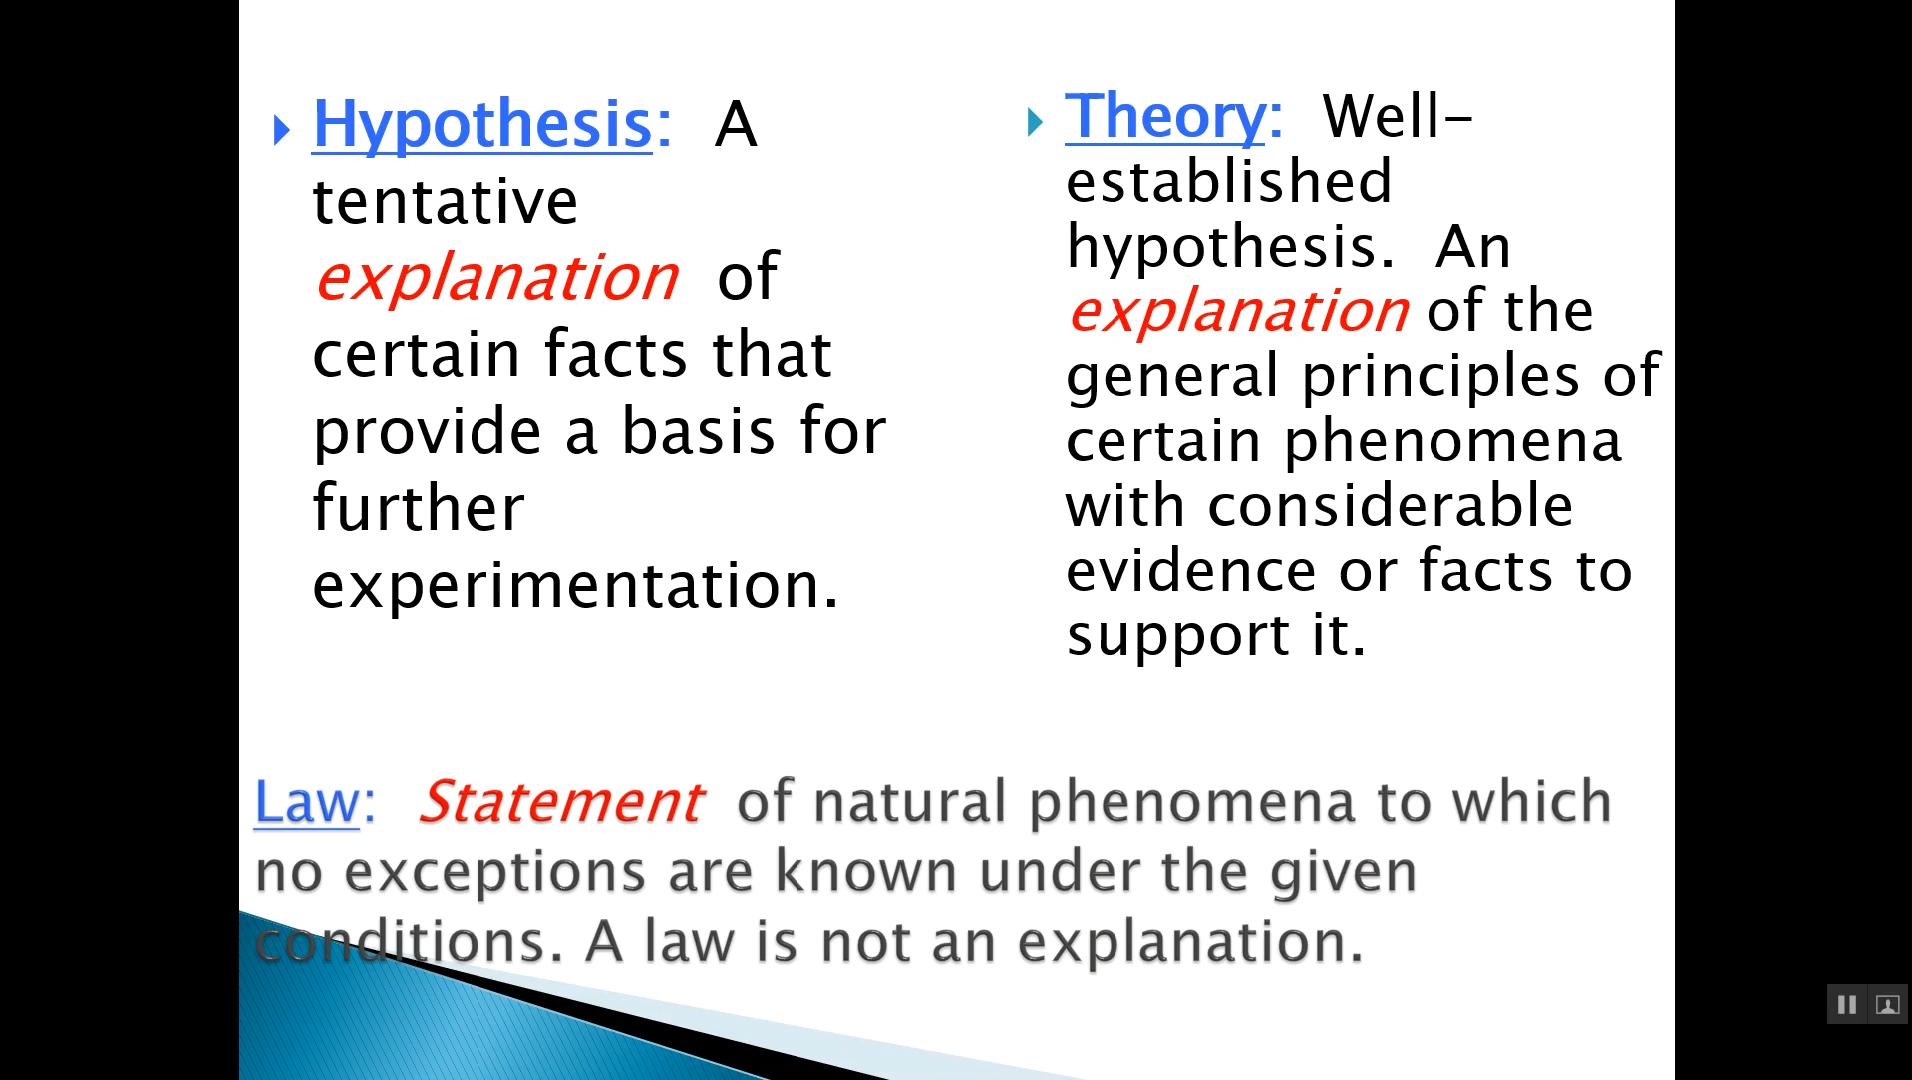 Hypothesis: A
tentative
explanation of
certain facts that
provide a basis for
further
experimentation.
Theory: Well-
established
hypothesis. An
explanation of the
general principles of
certain phenomena
with considerable
evidence or facts to
support it.
Law: Statement of natural phenomena to which
no exceptions are known under the given
conditions. A law is not an explanation.